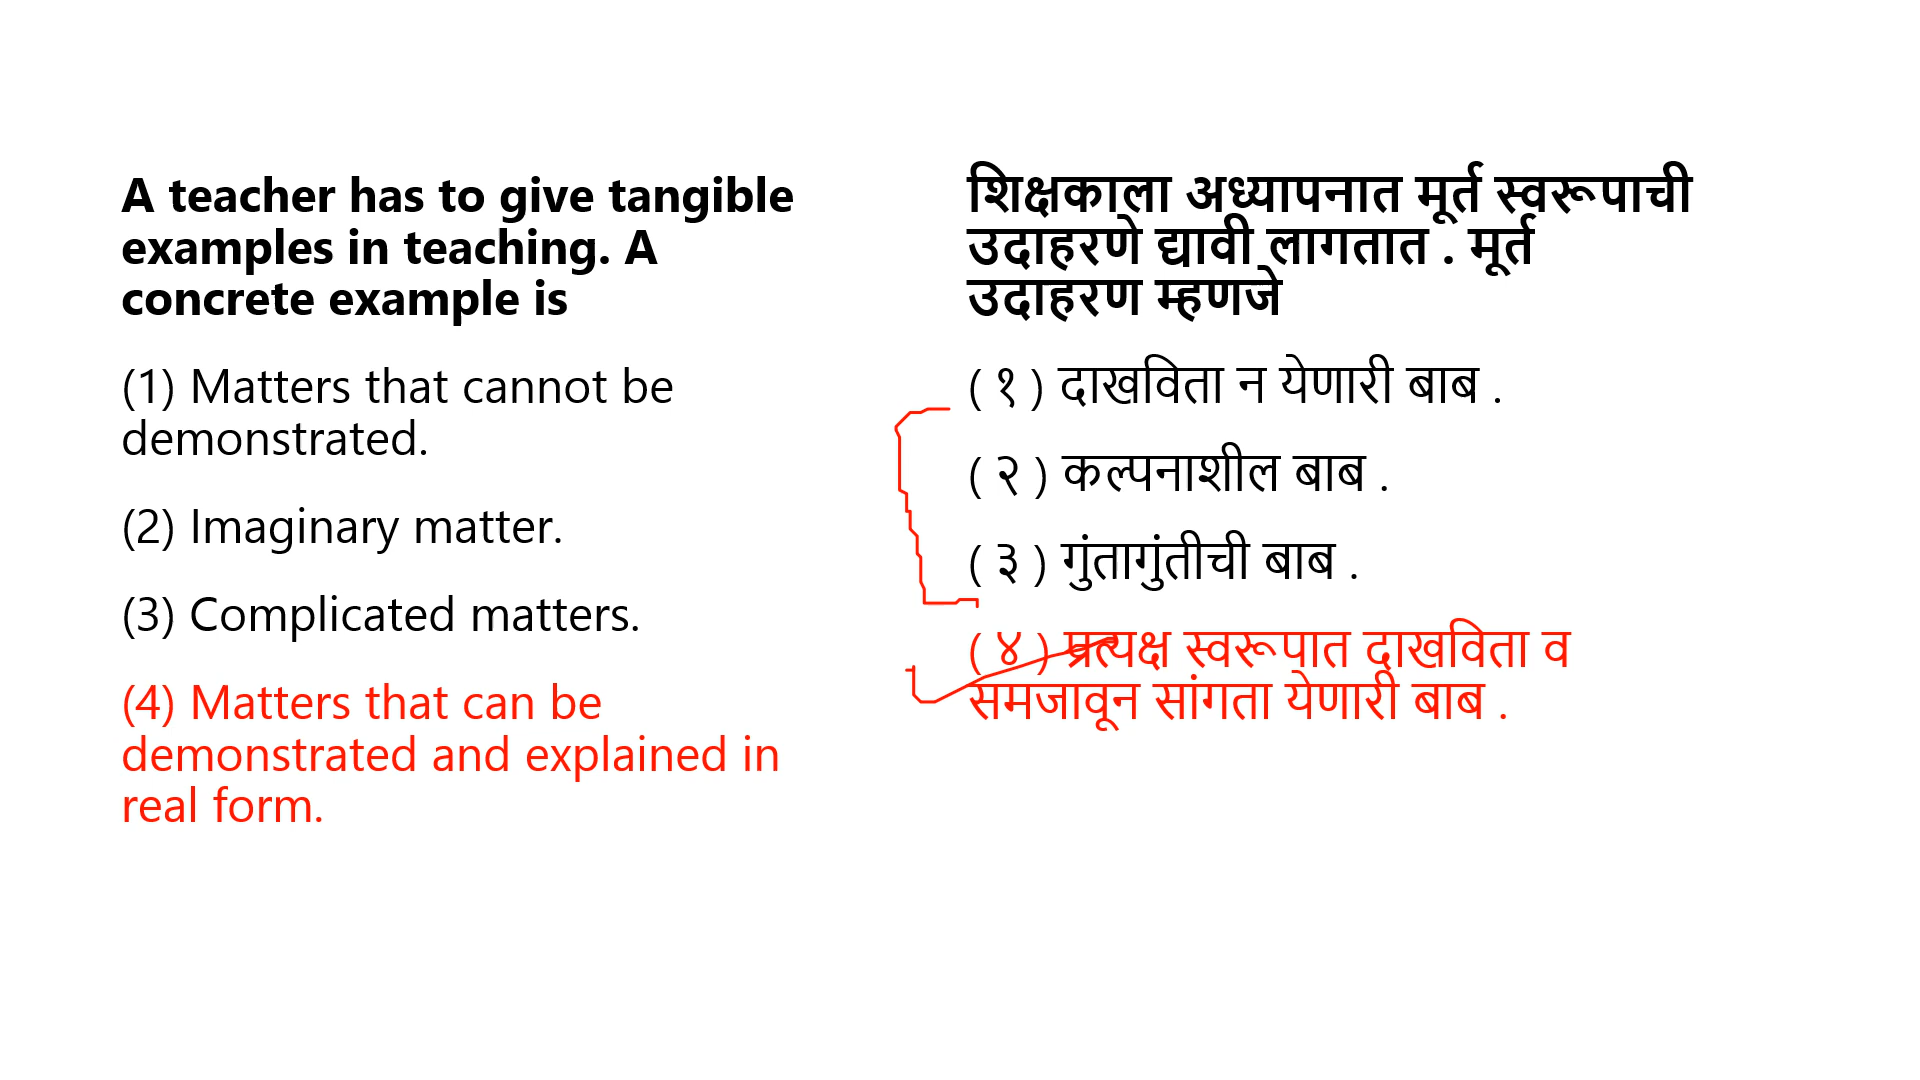 A teacher has to give tangible
examples in teaching. A
concrete example is
(1) Matters that cannot be
demonstrated.
(2) Imaginary matter.
(3) Complicated matters.
(4) Matters that can be
demonstrated and explained in
real form.
शिक्षकाला अध्यापनात मूर्त स्वरूपाची
उदाहरणे द्यावी लागतात . मूर्त
उदाहरण म्हणजे
( १ ) दाखविता न येणारी बाब .
( २ ) कल्पनाशील बाब .
( ३ ) गुंतागुंतीची बाब .
( ४ ) प्रत्यक्ष स्वरूपात दाखविता व
समजावून सांगता येणारी बाब .